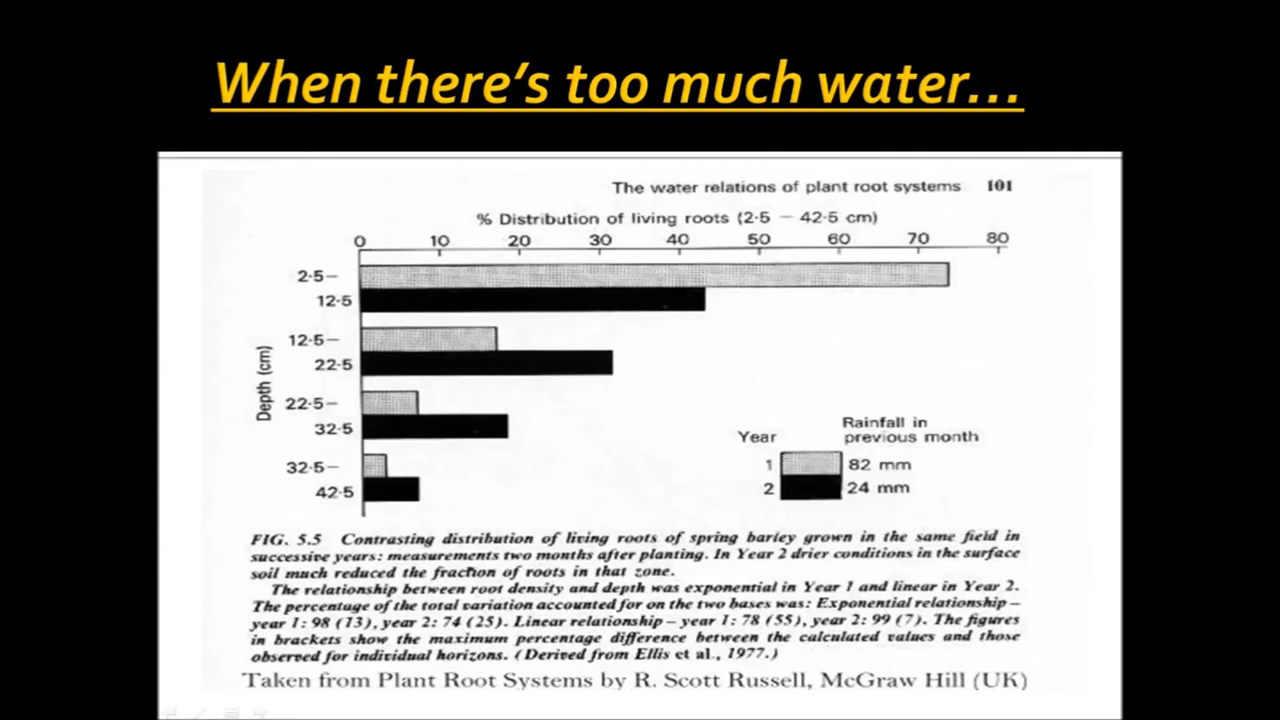 When there's too much water...
The water relations of plant root systems 101
% Distribution of living roots (2·5 – 42·5 cm)
0 10 20 30 40 50 60 70 80
Depth (cm)
2·5–
12·5
12·5–
22·5
22·5–
32·5
32·5–
42·5
Year Rainfall in previous month
1 82 mm
2 24 mm
FIG. 5.5 Contrasting distribution of living roots of spring barley grown in the same field in
successive years: measurements two months after planting. In Year 2 drier conditions in the surface
soil much reduced the fraction of roots in that zone.
The relationship between root density and depth was exponential in Year 1 and linear in Year 2.
The percentage of the total variation accounted for on the two bases was: Exponential relationship –
year 1: 98 (13), year 2: 74 (25). Linear relationship – year 1: 78 (55), year 2: 99 (7). The figures
in brackets show the maximum percentage difference between the calculated values and those
observed for individual horizons. (Derived from Ellis et al., 1977.)
Taken from Plant Root Systems by R. Scott Russell, McGraw Hill (UK)